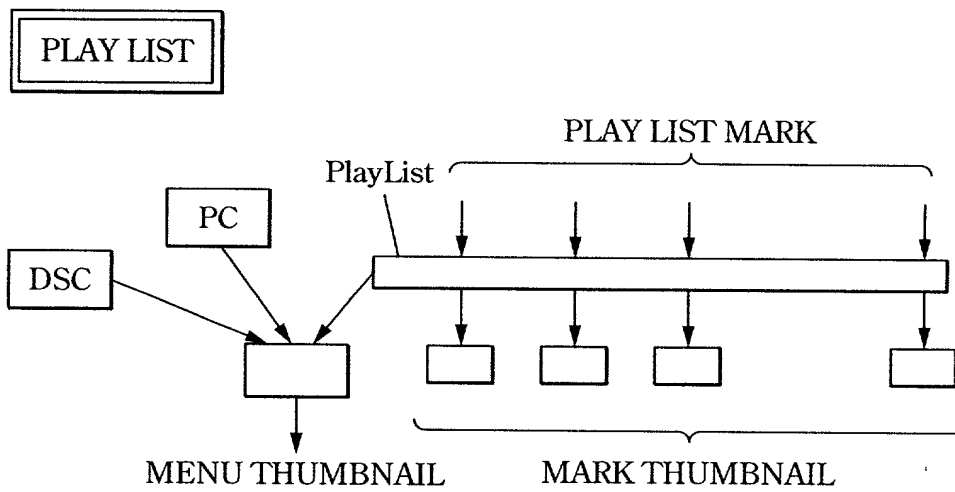 PLAY LIST
PLAY LIST MARK
PlayList
PC
DSC
MENU THUMBNAIL
MARK THUMBNAIL